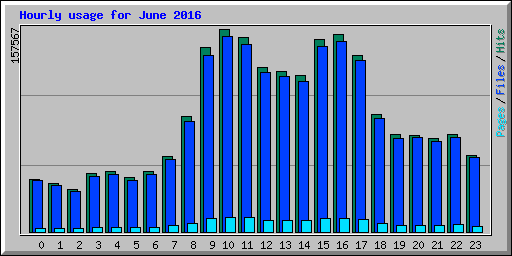 Hourly usage for June 2016
157567
Pages/Files/Hits
0 1 2 3 4 5 6 7 8 9 10 11 12 13 14 15 16 17 18 19 20 21 22 23